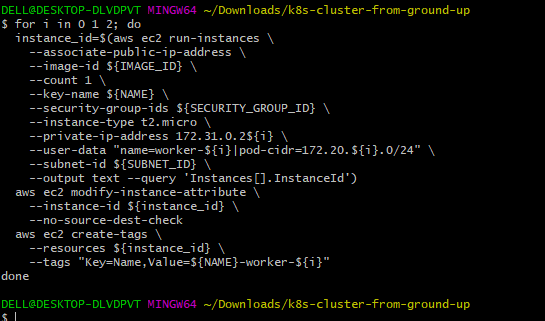 DELL@DESKTOP-DLVDPVT MINGW64 ~/Downloads/k8s-cluster-from-ground-up
$ for i in 0 1 2; do
  instance_id=$(aws ec2 run-instances \
    --associate-public-ip-address \
    --image-id ${IMAGE_ID} \
    --count 1 \
    --key-name ${NAME} \
    --security-group-ids ${SECURITY_GROUP_ID} \
    --instance-type t2.micro \
    --private-ip-address 172.31.0.2${i} \
    --user-data "name=worker-${i}|pod-cidr=172.20.${i}.0/24" \
    --subnet-id ${SUBNET_ID} \
    --output text --query 'Instances[].InstanceId')
  aws ec2 modify-instance-attribute \
    --instance-id ${instance_id} \
    --no-source-dest-check
  aws ec2 create-tags \
    --resources ${instance_id} \
    --tags "Key=Name,Value=${NAME}-worker-${i}"
done

DELL@DESKTOP-DLVDPVT MINGW64 ~/Downloads/k8s-cluster-from-ground-up
$